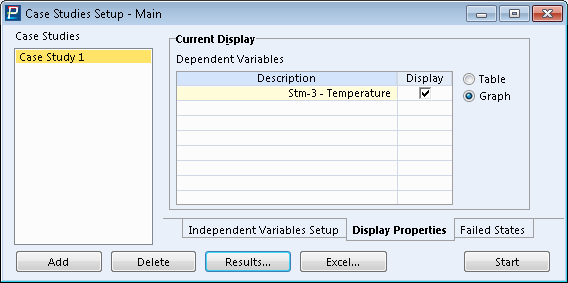 Case Studies Setup - Main
Case Studies
Case Study 1
Current Display
Dependent Variables
Description Display
Stm-3 - Temperature
Table
Graph
Independent Variables Setup Display Properties Failed States
Add Delete Results... Excel... Start